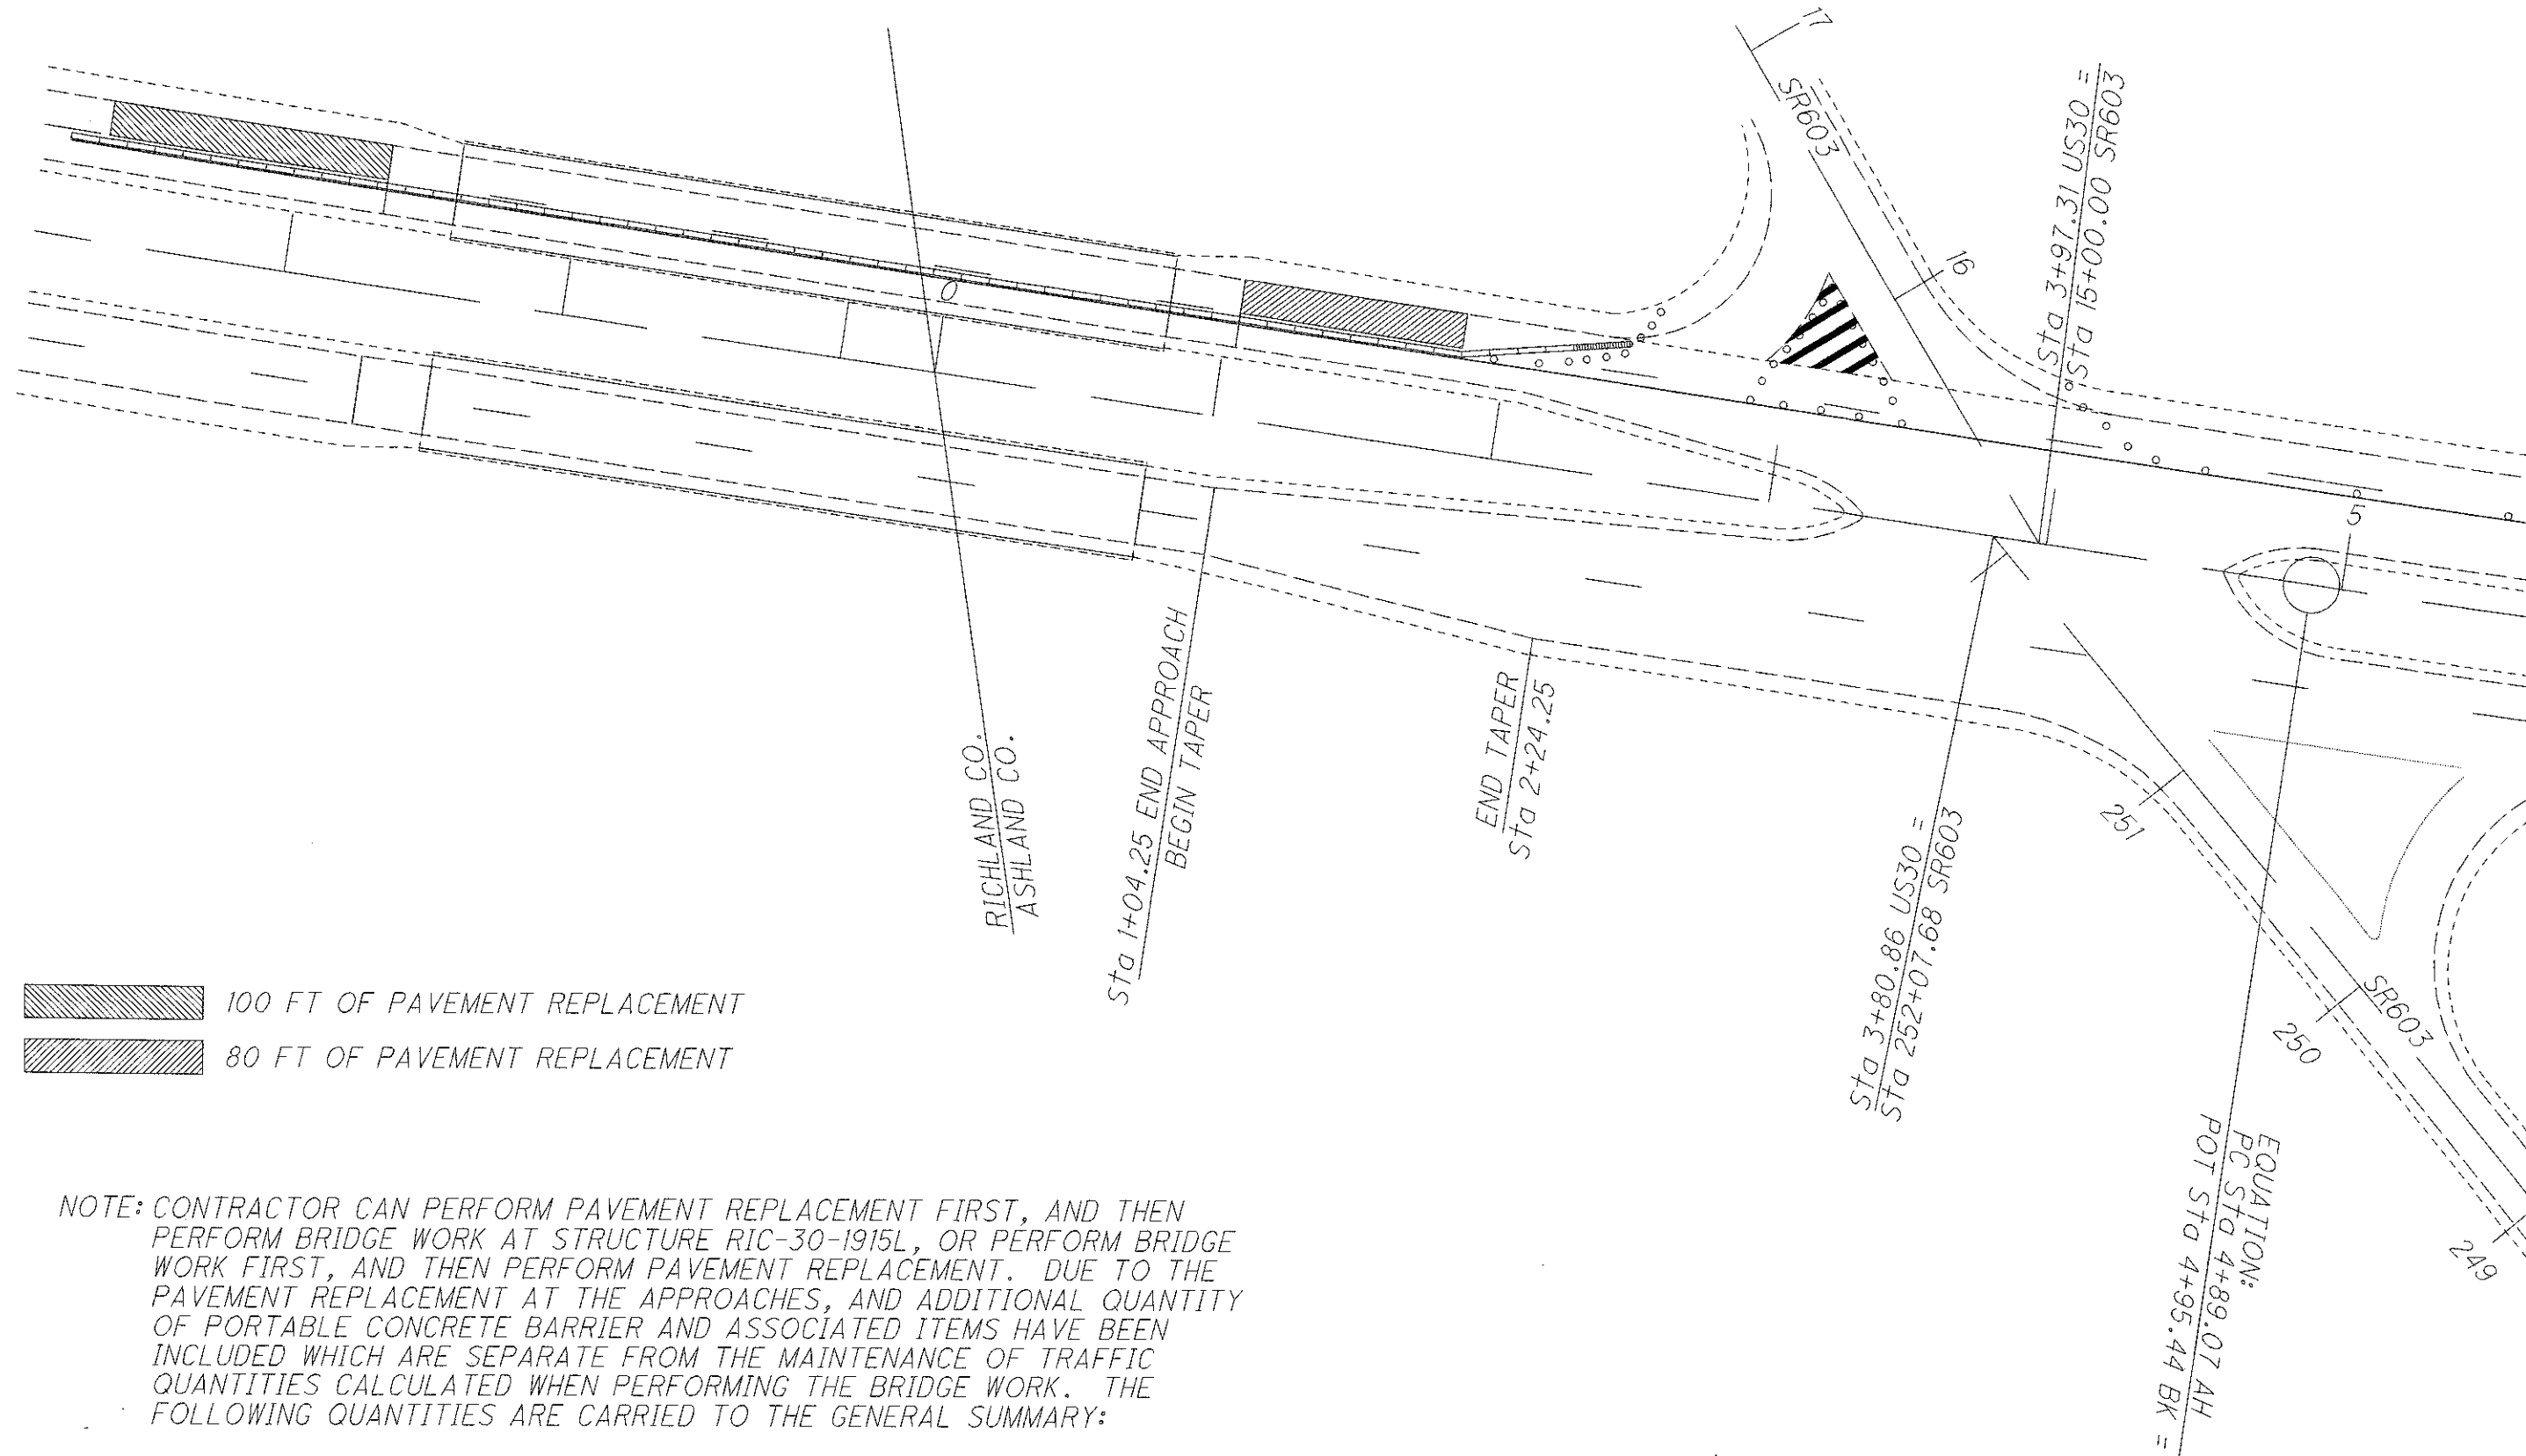 17
SR603
Sta 3+97.31 US30 =
Sta 15+00.00 SR603
16
0
5
RICHLAND CO.
ASHLAND CO.
Sta 1+04.25 END APPROACH
BEGIN TAPER
END TAPER
Sta 2+24.25
Sta 3+80.86 US30 =
Sta 252+07.68 SR603
251
250
SR603
249
EQUATION:
PC Sta 4+89.07 AH
POT Sta 4+95.44 BK =
100 FT OF PAVEMENT REPLACEMENT
80 FT OF PAVEMENT REPLACEMENT
NOTE: CONTRACTOR CAN PERFORM PAVEMENT REPLACEMENT FIRST, AND THEN
PERFORM BRIDGE WORK AT STRUCTURE RIC-30-1915L, OR PERFORM BRIDGE
WORK FIRST, AND THEN PERFORM PAVEMENT REPLACEMENT. DUE TO THE
PAVEMENT REPLACEMENT AT THE APPROACHES, AND ADDITIONAL QUANTITY
OF PORTABLE CONCRETE BARRIER AND ASSOCIATED ITEMS HAVE BEEN
INCLUDED WHICH ARE SEPARATE FROM THE MAINTENANCE OF TRAFFIC
QUANTITIES CALCULATED WHEN PERFORMING THE BRIDGE WORK. THE
FOLLOWING QUANTITIES ARE CARRIED TO THE GENERAL SUMMARY: